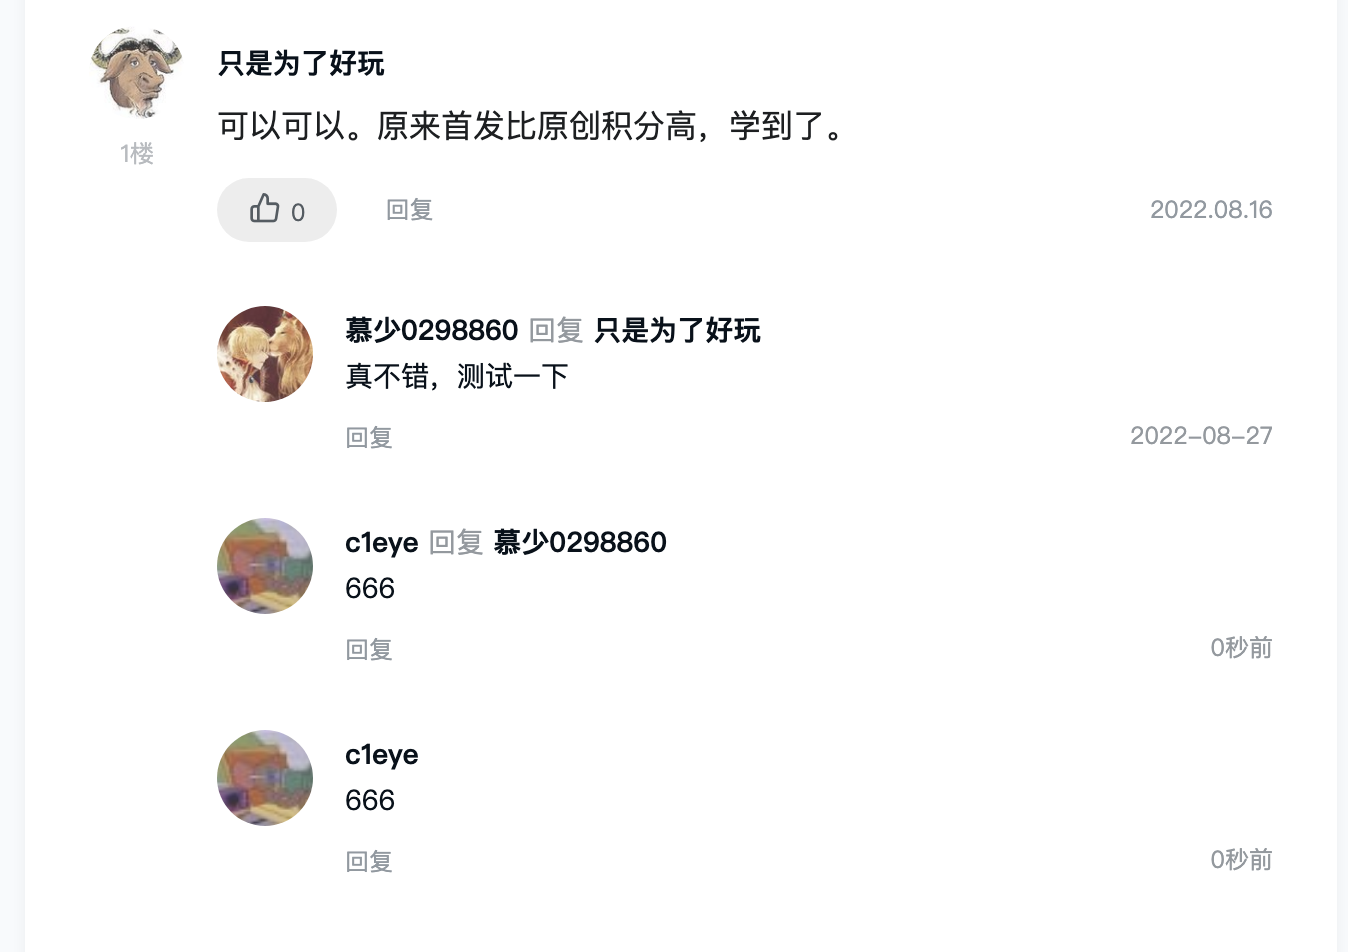 只是为了好玩
可以可以。原来首发比原创积分高，学到了。
1楼
0 回复 2022.08.16
慕少0298860 回复 只是为了好玩
真不错，测试一下
回复 2022-08-27
c1eye 回复 慕少0298860
666
回复 0秒前
c1eye
666
回复 0秒前